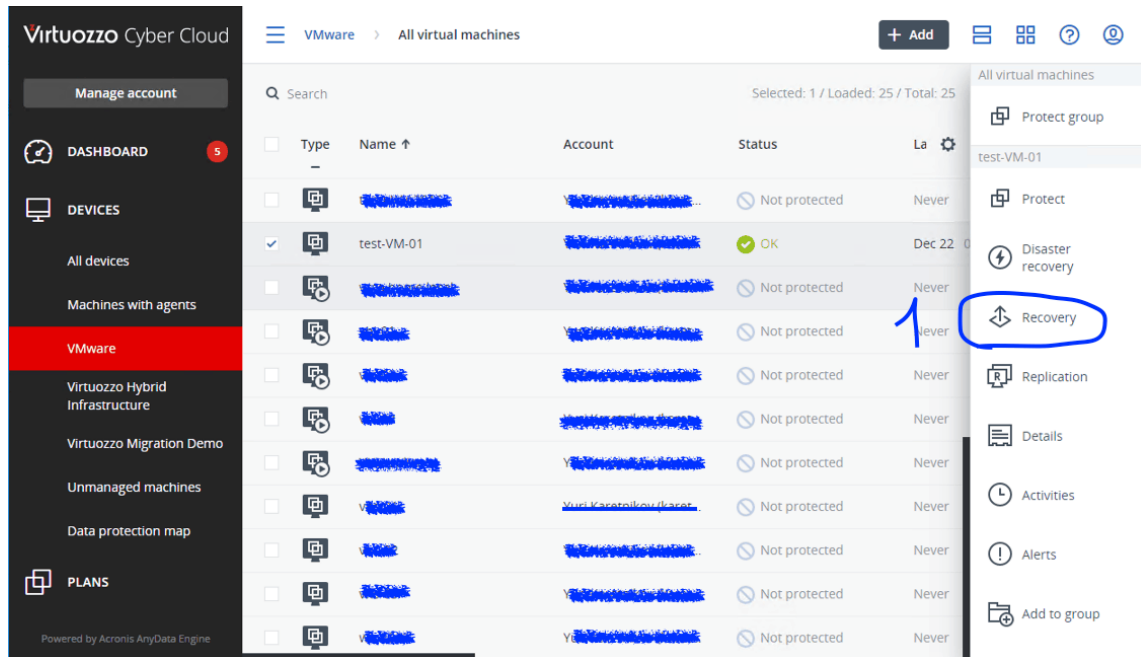 Virtuozzo Cyber Cloud
VMware > All virtual machines
+ Add
Manage account
DASHBOARD 5
DEVICES
All devices
Machines with agents
VMware
Virtuozzo Hybrid
Infrastructure
Virtuozzo Migration Demo
Unmanaged machines
Data protection map
PLANS
Powered by Acronis AnyData Engine
Search
Selected: 1 / Loaded: 25 / Total: 25
Type Name ↑ Account Status La
Not protected Never
test-VM-01 OK Dec 22
Not protected Never
Not protected Never
Not protected Never
Not protected Never
Not protected Never
Not protected Never
Not protected Never
Not protected Never
Not protected Never
1
All virtual machines
Protect group
test-VM-01
Protect
Disaster
recovery
Recovery
Replication
Details
Activities
Alerts
Add to group